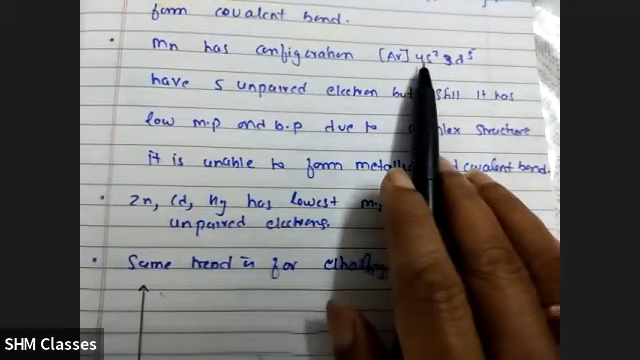 form covalent bond.
• Mn has configuration [Ar] 4s² 3d⁵
have 5 unpaired electron but still it has
low m.p and b.p due to structure
it is unable to form and covalent bond.
• Zn, Cd, Hg has lowest m.p
unpaired electrons.
• Same trend is for
SHM Classes